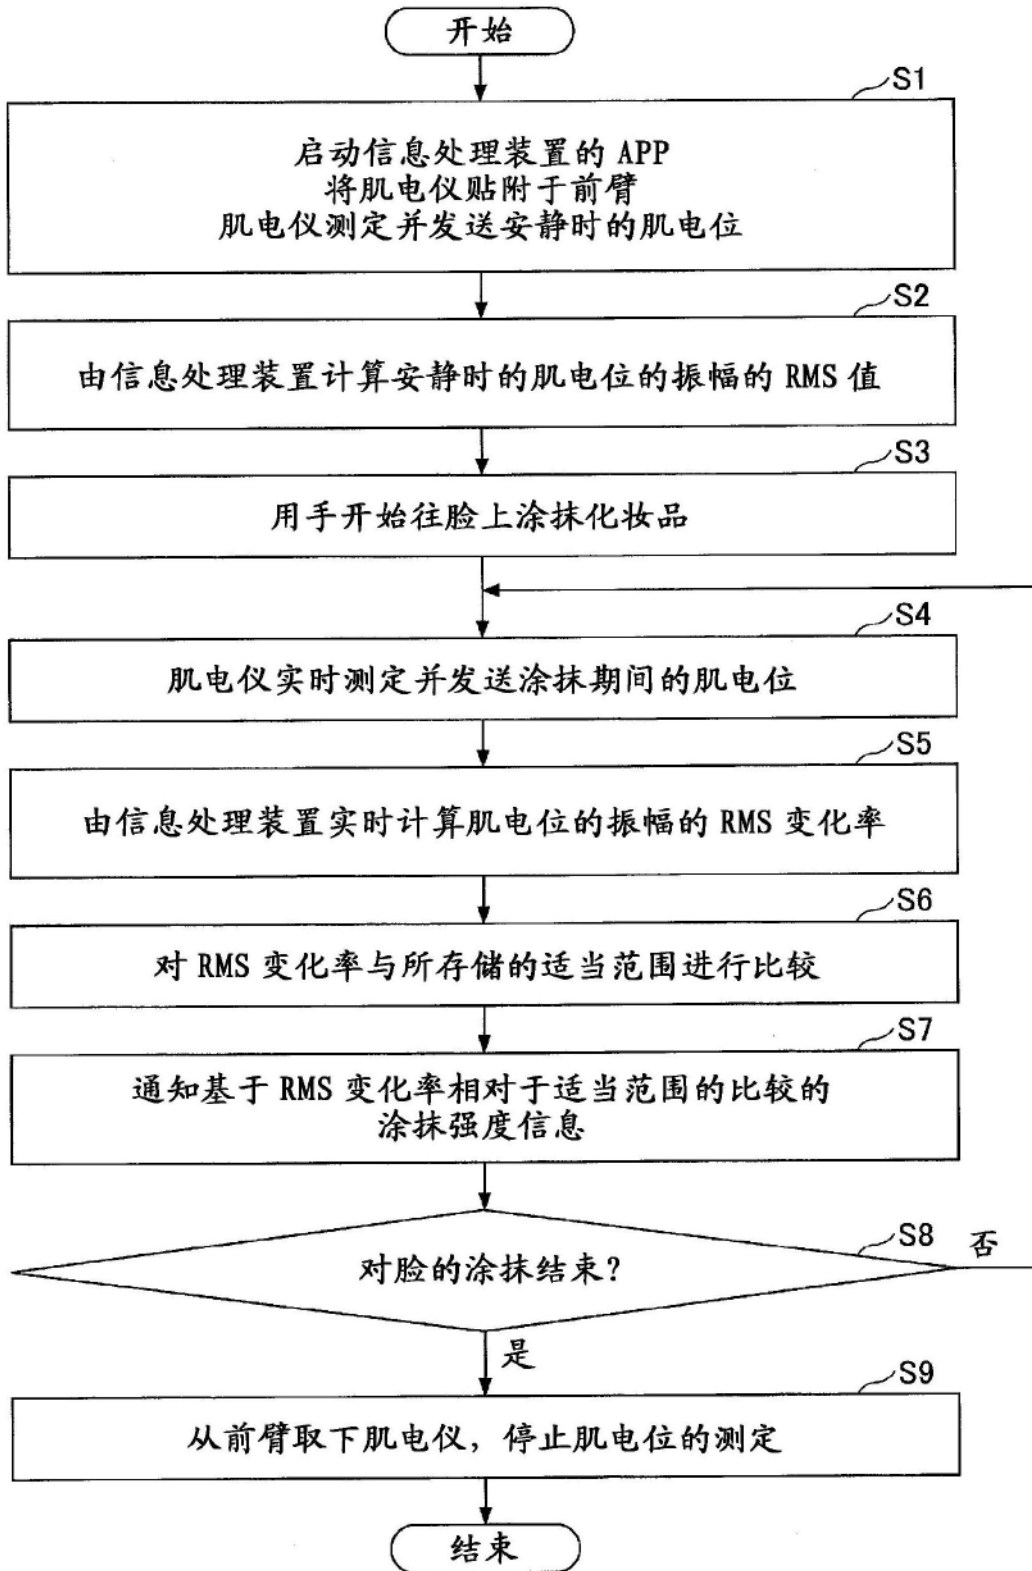 开始
S1
启动信息处理装置的 APP
将肌电仪贴附于前臂
肌电仪测定并发送安静时的肌电位
S2
由信息处理装置计算安静时的肌电位的振幅的 RMS 值
S3
用手开始往脸上涂抹化妆品
S4
肌电仪实时测定并发送涂抹期间的肌电位
S5
由信息处理装置实时计算肌电位的振幅的 RMS 变化率
S6
对 RMS 变化率与所存储的适当范围进行比较
S7
通知基于 RMS 变化率相对于适当范围的比较的
涂抹强度信息
S8
否
对脸的涂抹结束?
是
S9
从前臂取下肌电仪，停止肌电位的测定
结束